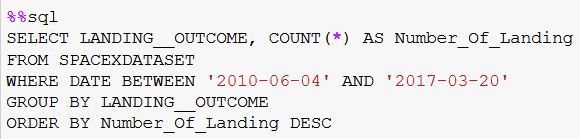 %%sql
SELECT LANDING__OUTCOME, COUNT(*) AS Number_Of_Landing
FROM SPACEXDATASET
WHERE DATE BETWEEN '2010-06-04' AND '2017-03-20'
GROUP BY LANDING__OUTCOME
ORDER BY Number_Of_Landing DESC